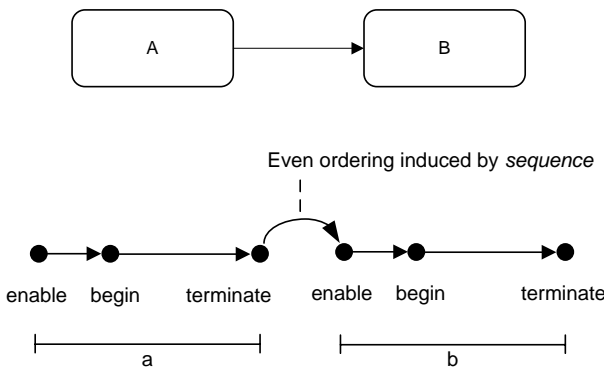 A B
Even ordering induced by sequence
enable begin terminate enable begin terminate
a b